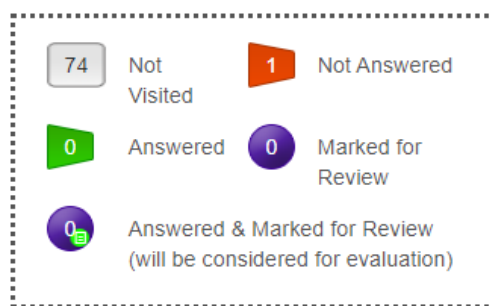 74 Not Visited
1 Not Answered
0 Answered
0 Marked for Review
0 Answered & Marked for Review
(will be considered for evaluation)